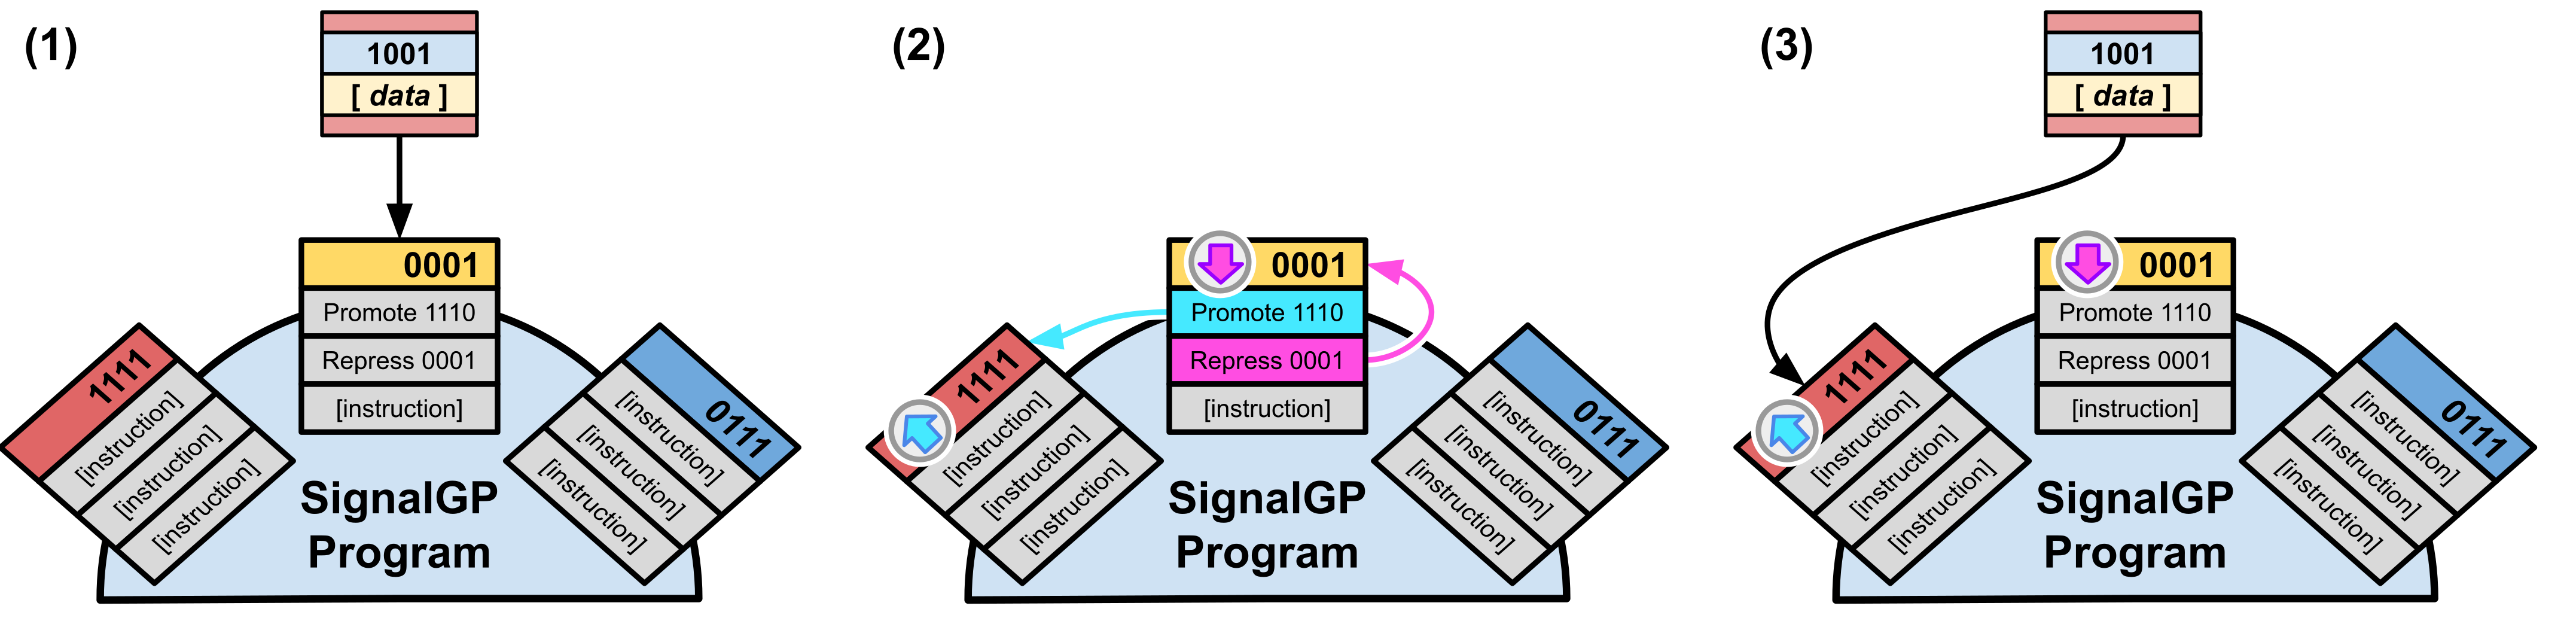 (1)
1001
[ data ]
0001
Promote 1110
Repress 0001
[instruction]
1111
[instruction]
[instruction]
[instruction]
0111
[instruction]
[instruction]
[instruction]
SignalGP
Program
(2)
0001
Promote 1110
Repress 0001
[instruction]
1111
[instruction]
[instruction]
[instruction]
0111
[instruction]
[instruction]
[instruction]
SignalGP
Program
(3)
1001
[ data ]
0001
Promote 1110
Repress 0001
[instruction]
1111
[instruction]
[instruction]
[instruction]
0111
[instruction]
[instruction]
[instruction]
SignalGP
Program